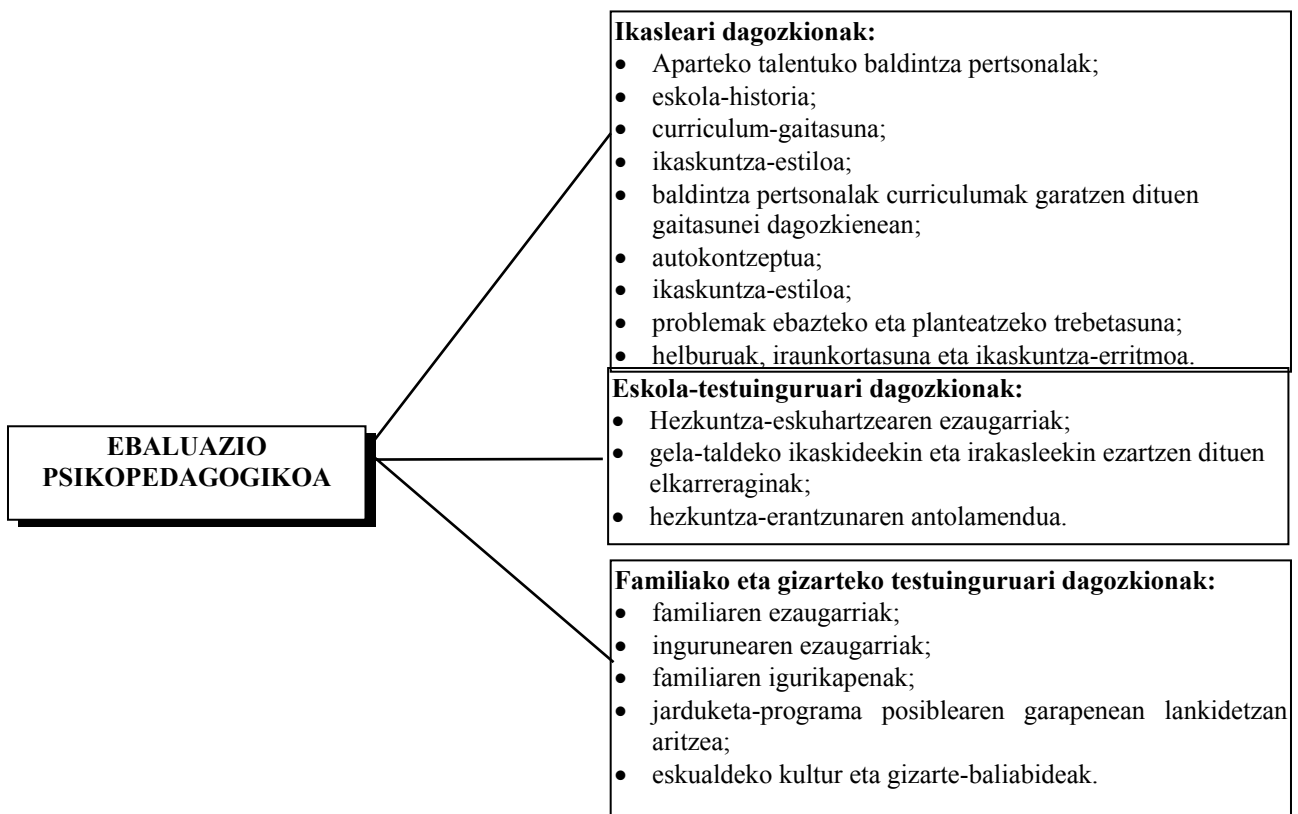 Ikasleari dagozkionak:
• Aparteko talentuko baldintza pertsonalak;
• eskola-historia;
• curriculum-gaitasuna;
• ikaskuntza-estiloa;
• baldintza pertsonalak curriculumak garatzen dituen
gaitasunei dagozkienean;
• autokontzeptua;
• ikaskuntza-estiloa;
• problemak ebazteko eta planteatzeko trebetasuna;
• helburuak, iraunkortasuna eta ikaskuntza-erritmoa.
EBALUAZIO
PSIKOPEDAGOGIKOA
Eskola-testuinguruari dagozkionak:
• Hezkuntza-eskuhartzearen ezaugarriak;
• gela-taldeko ikaskideekin eta irakasleekin ezartzen dituen
elkarreraginak;
• hezkuntza-erantzunaren antolamendua.
Familiako eta gizarteko testuinguruari dagozkionak:
• familiaren ezaugarriak;
• ingurunearen ezaugarriak;
• familiaren igurikapenak;
• jarduketa-programa posiblearen garapenean lankidetzan
aritzea;
• eskualdeko kultur eta gizarte-baliabideak.